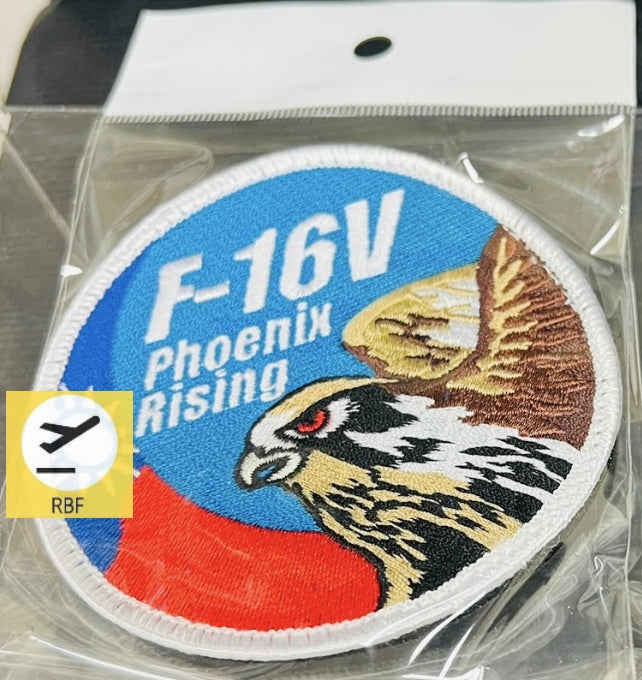 F-16V
Phoenix
Rising
RBF